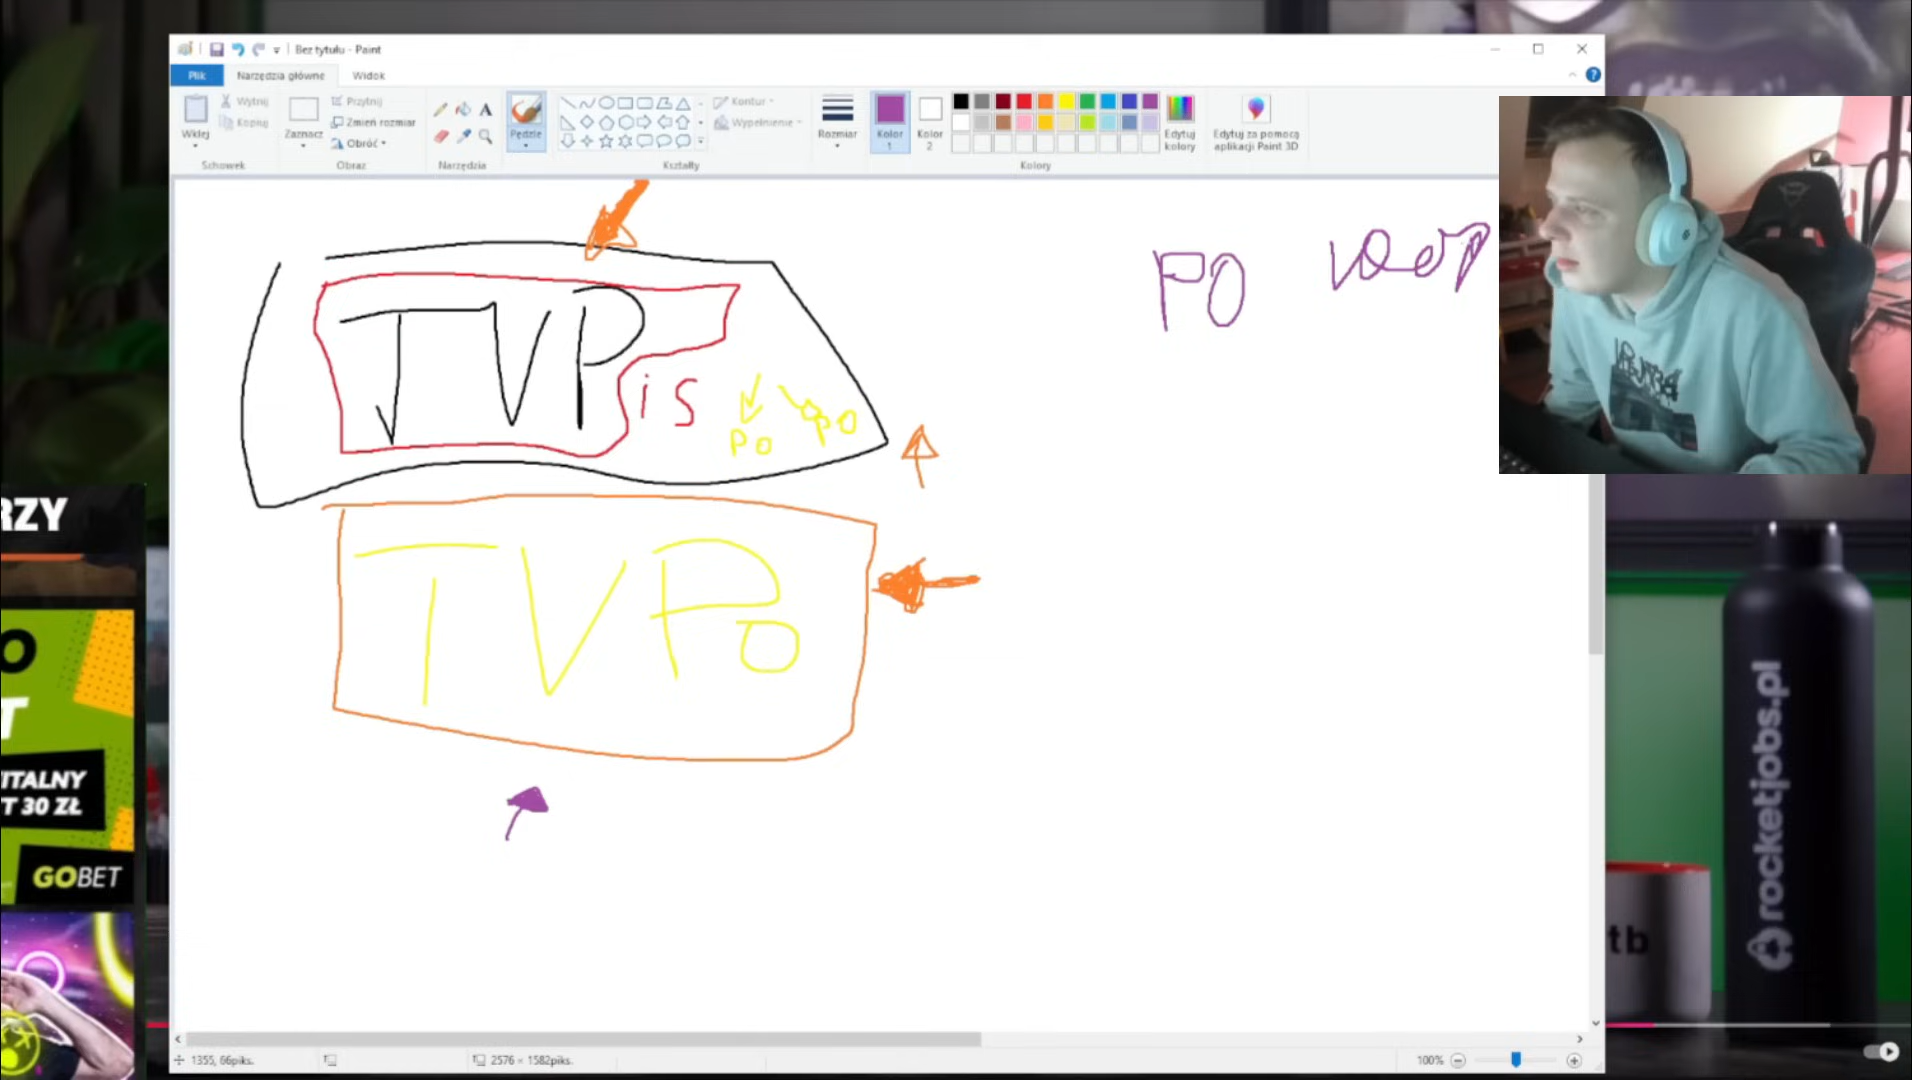 Bez tytułu - Paint
Plik Narzędzia główne Widok
Wklej
Wytnij
Kopiuj
Schowek
Zaznacz
Przytnij
Zmień rozmiar
Obróć
Obraz
Narzędzia
Pędzle
Kształty
Kontur
Wypełnienie
Rozmiar
Kolor 1
Kolor 2
Kolory
Edytuj kolory
Edytuj za pomocą aplikacji Paint 3D
TVP
is
Po
po
PO
TVPo
RZY
O
T
ITALNY
T 30 ZŁ
GOBET
rocketjobs.pl
tb
1355, 66piks.
2576 × 1582piks.
100%